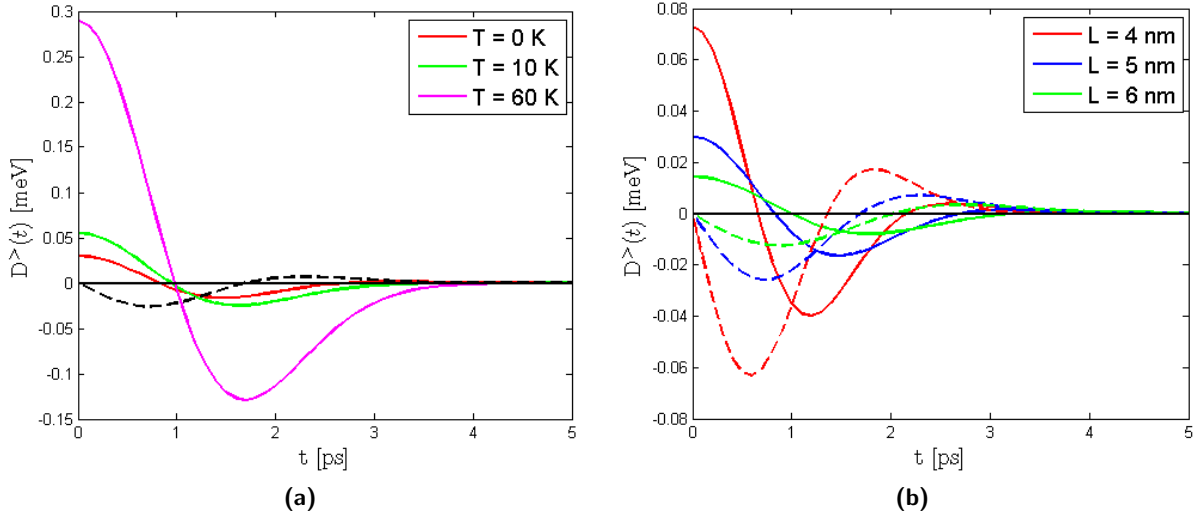 0.3
0.25
0.2
0.15
0.1
0.05
0
-0.05
-0.1
-0.15
D>(t) [meV]
T = 0 K
T = 10 K
T = 60 K
0 1 2 3 4 5
t [ps]
(a)
0.08
0.06
0.04
0.02
0
-0.02
-0.04
-0.06
-0.08
D>(t) [meV]
L = 4 nm
L = 5 nm
L = 6 nm
0 1 2 3 4 5
t [ps]
(b)